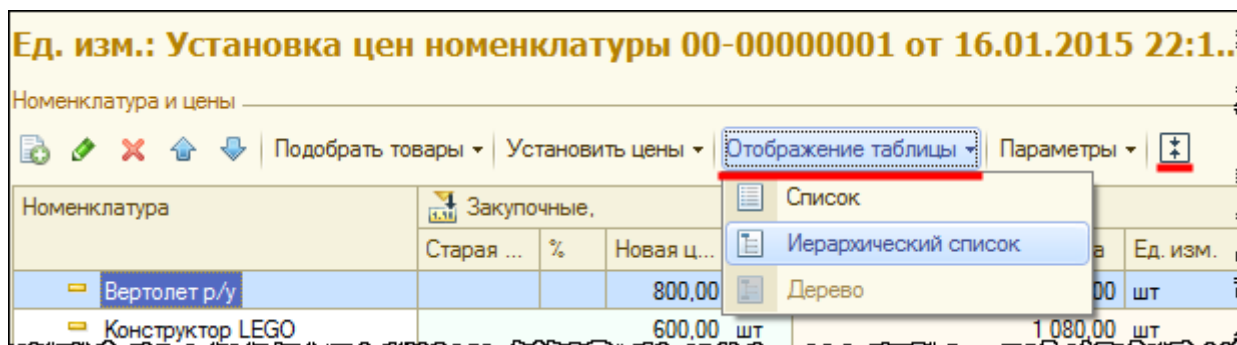 Ед. изм.: Установка цен номенклатуры 00-00000001 от 16.01.2015 22:1..
Номенклатура и цены
Подобрать товары Установить цены Отображение таблицы Параметры
Номенклатура Закупочные, Список
Старая ... % Новая ц... Иерархический список а Ед. изм.
Вертолет р/у 800,00 Дерево 00 шт
Конструктор LEGO 600,00 шт 1 080,00 шт